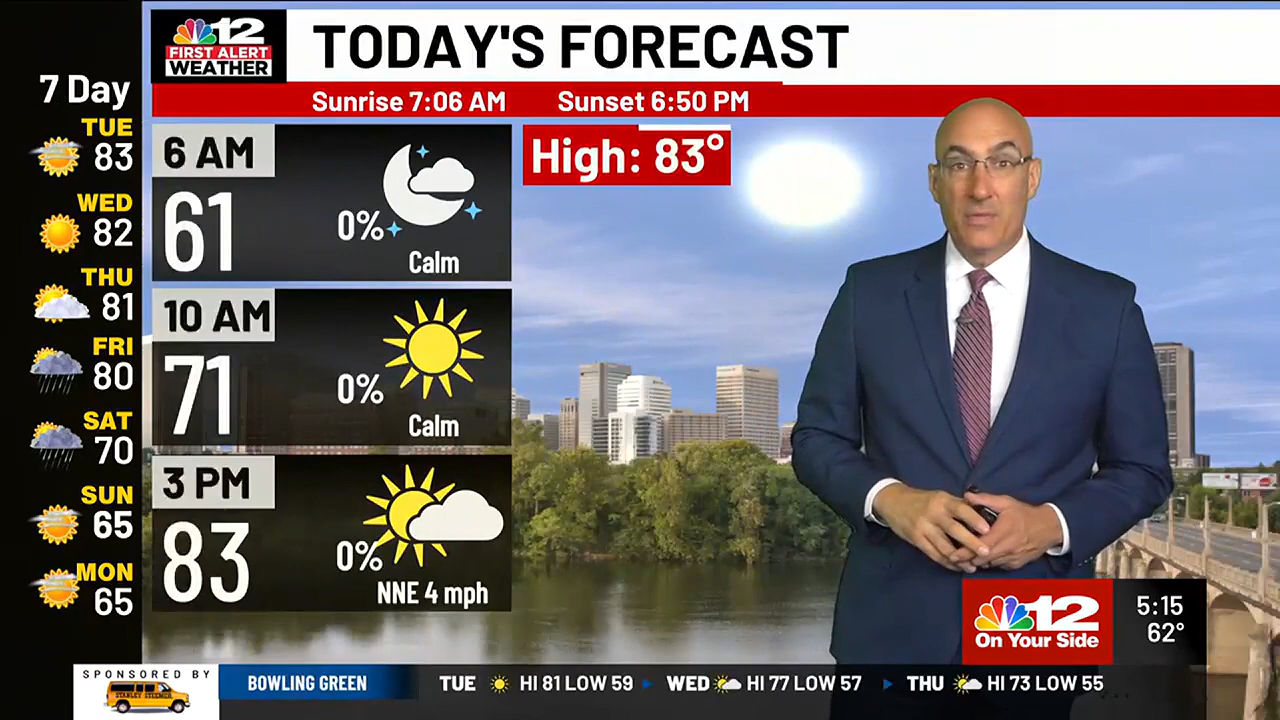 12
FIRST ALERT
WEATHER
TODAY'S FORECAST
Sunrise 7:06 AM Sunset 6:50 PM
7 Day
TUE
83
WED
82
THU
81
FRI
80
SAT
70
SUN
65
MON
65
6 AM
61
0%
Calm
10 AM
71
0%
Calm
3 PM
83
0%
NNE 4 mph
High: 83°
12
On Your Side
5:15
62°
SPONSORED BY
STANLEY STEEMER
BOWLING GREEN
TUE HI 81 LOW 59 WED HI 77 LOW 57 THU HI 73 LOW 55